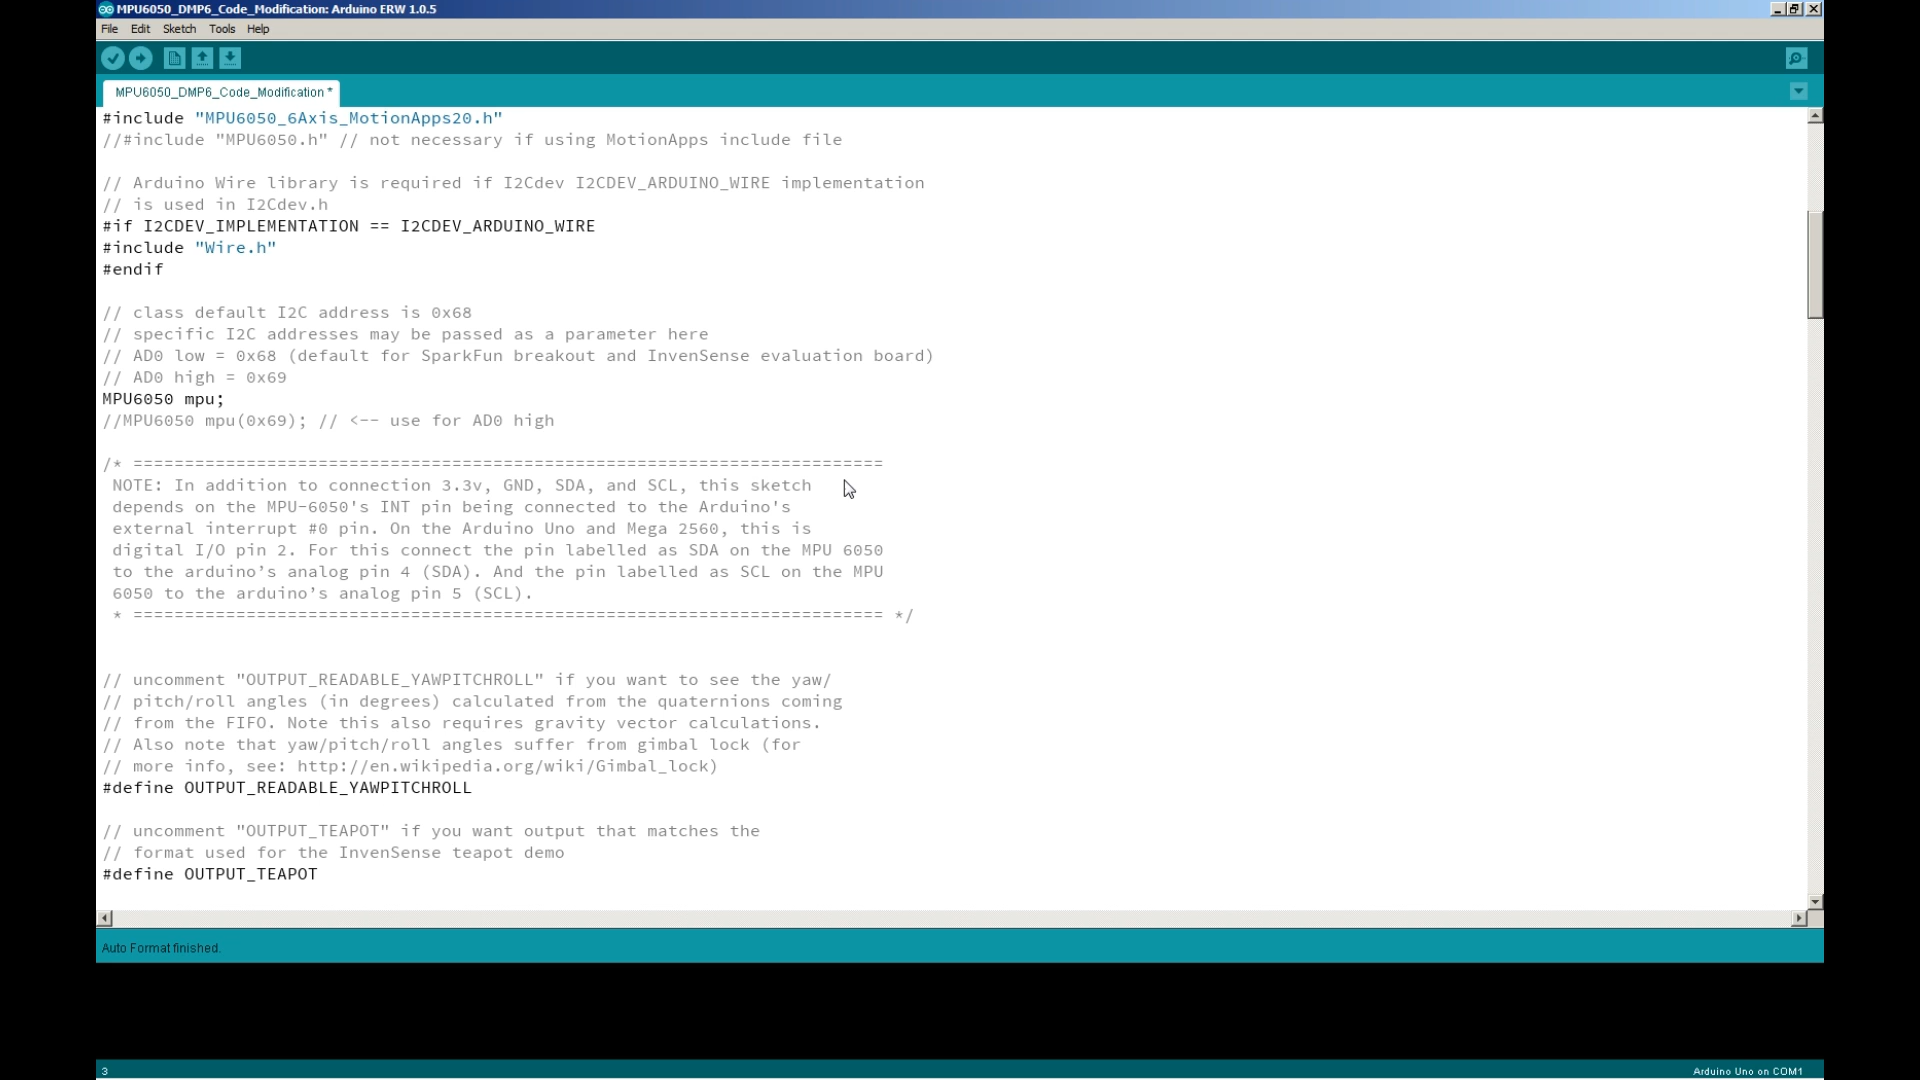 MPU6050_DMP6_Code_Modification: Arduino ERW 1.0.5
File Edit Sketch Tools Help
MPU6050_DMP6_Code_Modification *
#include "MPU6050_6Axis_MotionApps20.h"
//#include "MPU6050.h" // not necessary if using MotionApps include file
// Arduino Wire library is required if I2Cdev I2CDEV_ARDUINO_WIRE implementation
// is used in I2Cdev.h
#if I2CDEV_IMPLEMENTATION == I2CDEV_ARDUINO_WIRE
#include "Wire.h"
#endif
// class default I2C address is 0x68
// specific I2C addresses may be passed as a parameter here
// AD0 low = 0x68 (default for SparkFun breakout and InvenSense evaluation board)
// AD0 high = 0x69
MPU6050 mpu;
//MPU6050 mpu(0x69); // <-- use for AD0 high
/* =========================================================================
NOTE: In addition to connection 3.3v, GND, SDA, and SCL, this sketch
depends on the MPU-6050's INT pin being connected to the Arduino's
external interrupt #0 pin. On the Arduino Uno and Mega 2560, this is
digital I/O pin 2. For this connect the pin labelled as SDA on the MPU 6050
to the arduino’s analog pin 4 (SDA). And the pin labelled as SCL on the MPU
6050 to the arduino’s analog pin 5 (SCL).
* ========================================================================= */
// uncomment "OUTPUT_READABLE_YAWPITCHROLL" if you want to see the yaw/
// pitch/roll angles (in degrees) calculated from the quaternions coming
// from the FIFO. Note this also requires gravity vector calculations.
// Also note that yaw/pitch/roll angles suffer from gimbal lock (for
// more info, see: http://en.wikipedia.org/wiki/Gimbal_lock)
#define OUTPUT_READABLE_YAWPITCHROLL
// uncomment "OUTPUT_TEAPOT" if you want output that matches the
// format used for the InvenSense teapot demo
#define OUTPUT_TEAPOT
Auto Format finished.
3
Arduino Uno on COM1